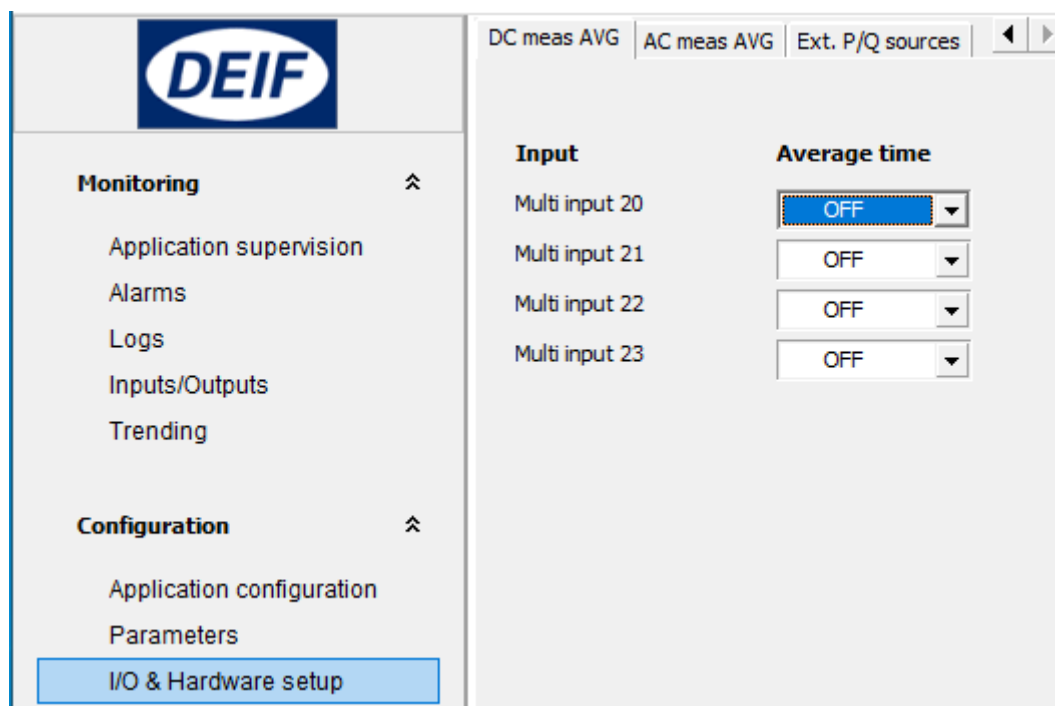 DEIF
Monitoring
Application supervision
Alarms
Logs
Inputs/Outputs
Trending
Configuration
Application configuration
Parameters
I/O & Hardware setup
DC meas AVG AC meas AVG Ext. P/Q sources
Input Average time
Multi input 20 OFF
Multi input 21 OFF
Multi input 22 OFF
Multi input 23 OFF